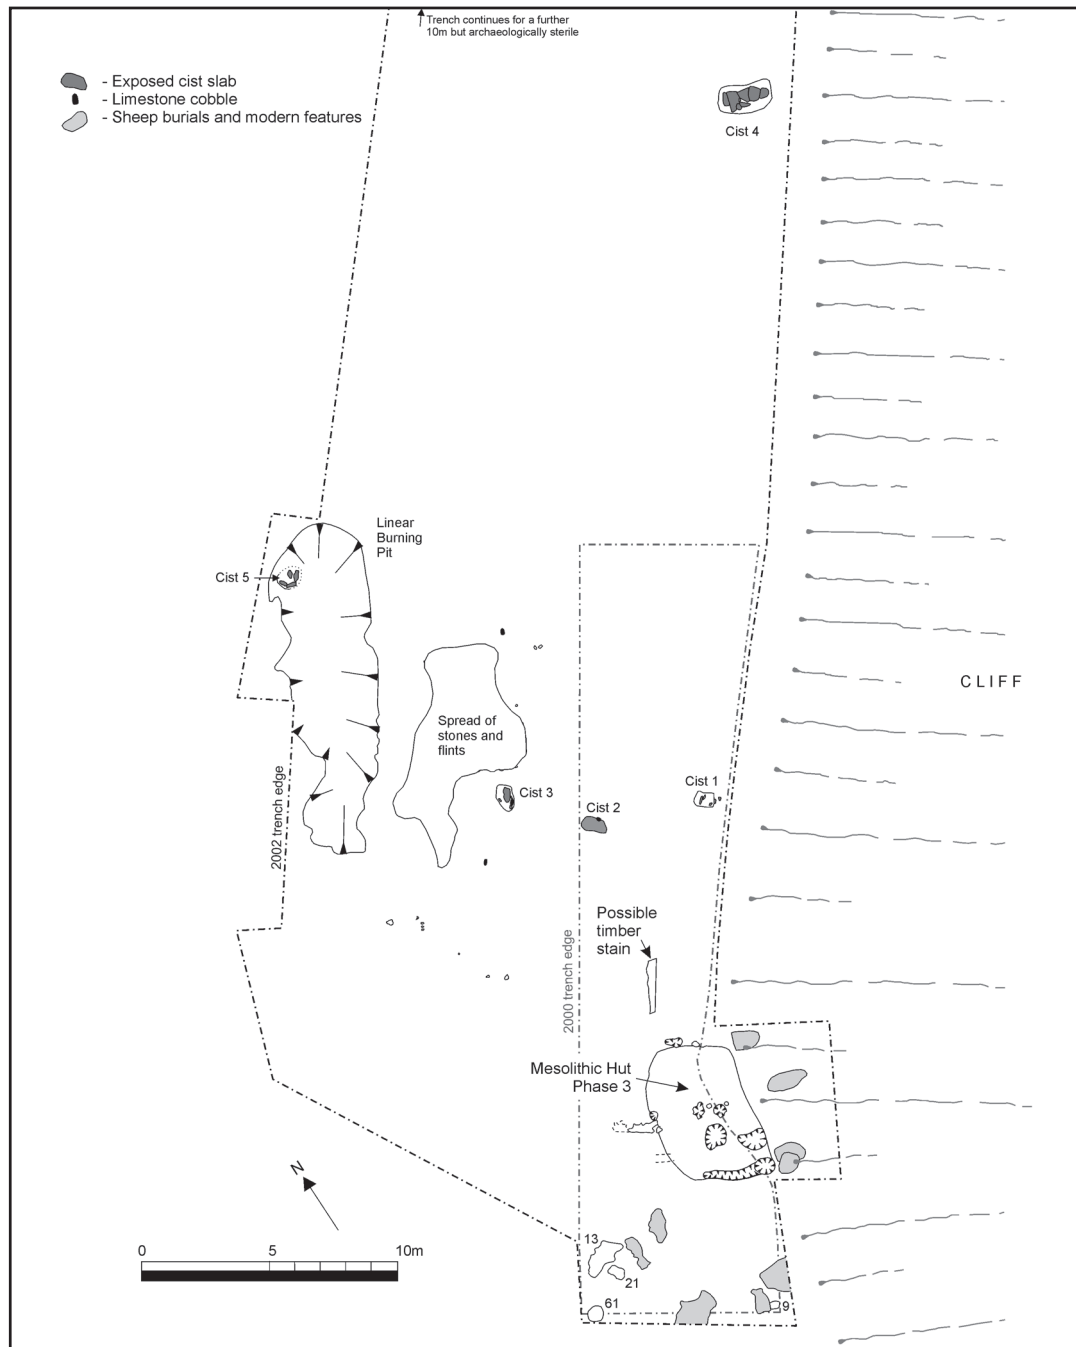 Trench continues for a further
10m but archaeologically sterile
- Exposed cist slab
- Limestone cobble
- Sheep burials and modern features
Cist 4
Linear
Burning
Pit
Cist 5
CLIFF
Spread of
stones and
flints
Cist 1
Cist 3
Cist 2
2002 trench edge
Possible
timber
stain
2000 trench edge
Mesolithic Hut
Phase 3
N
13
21
61
9
0 5 10m